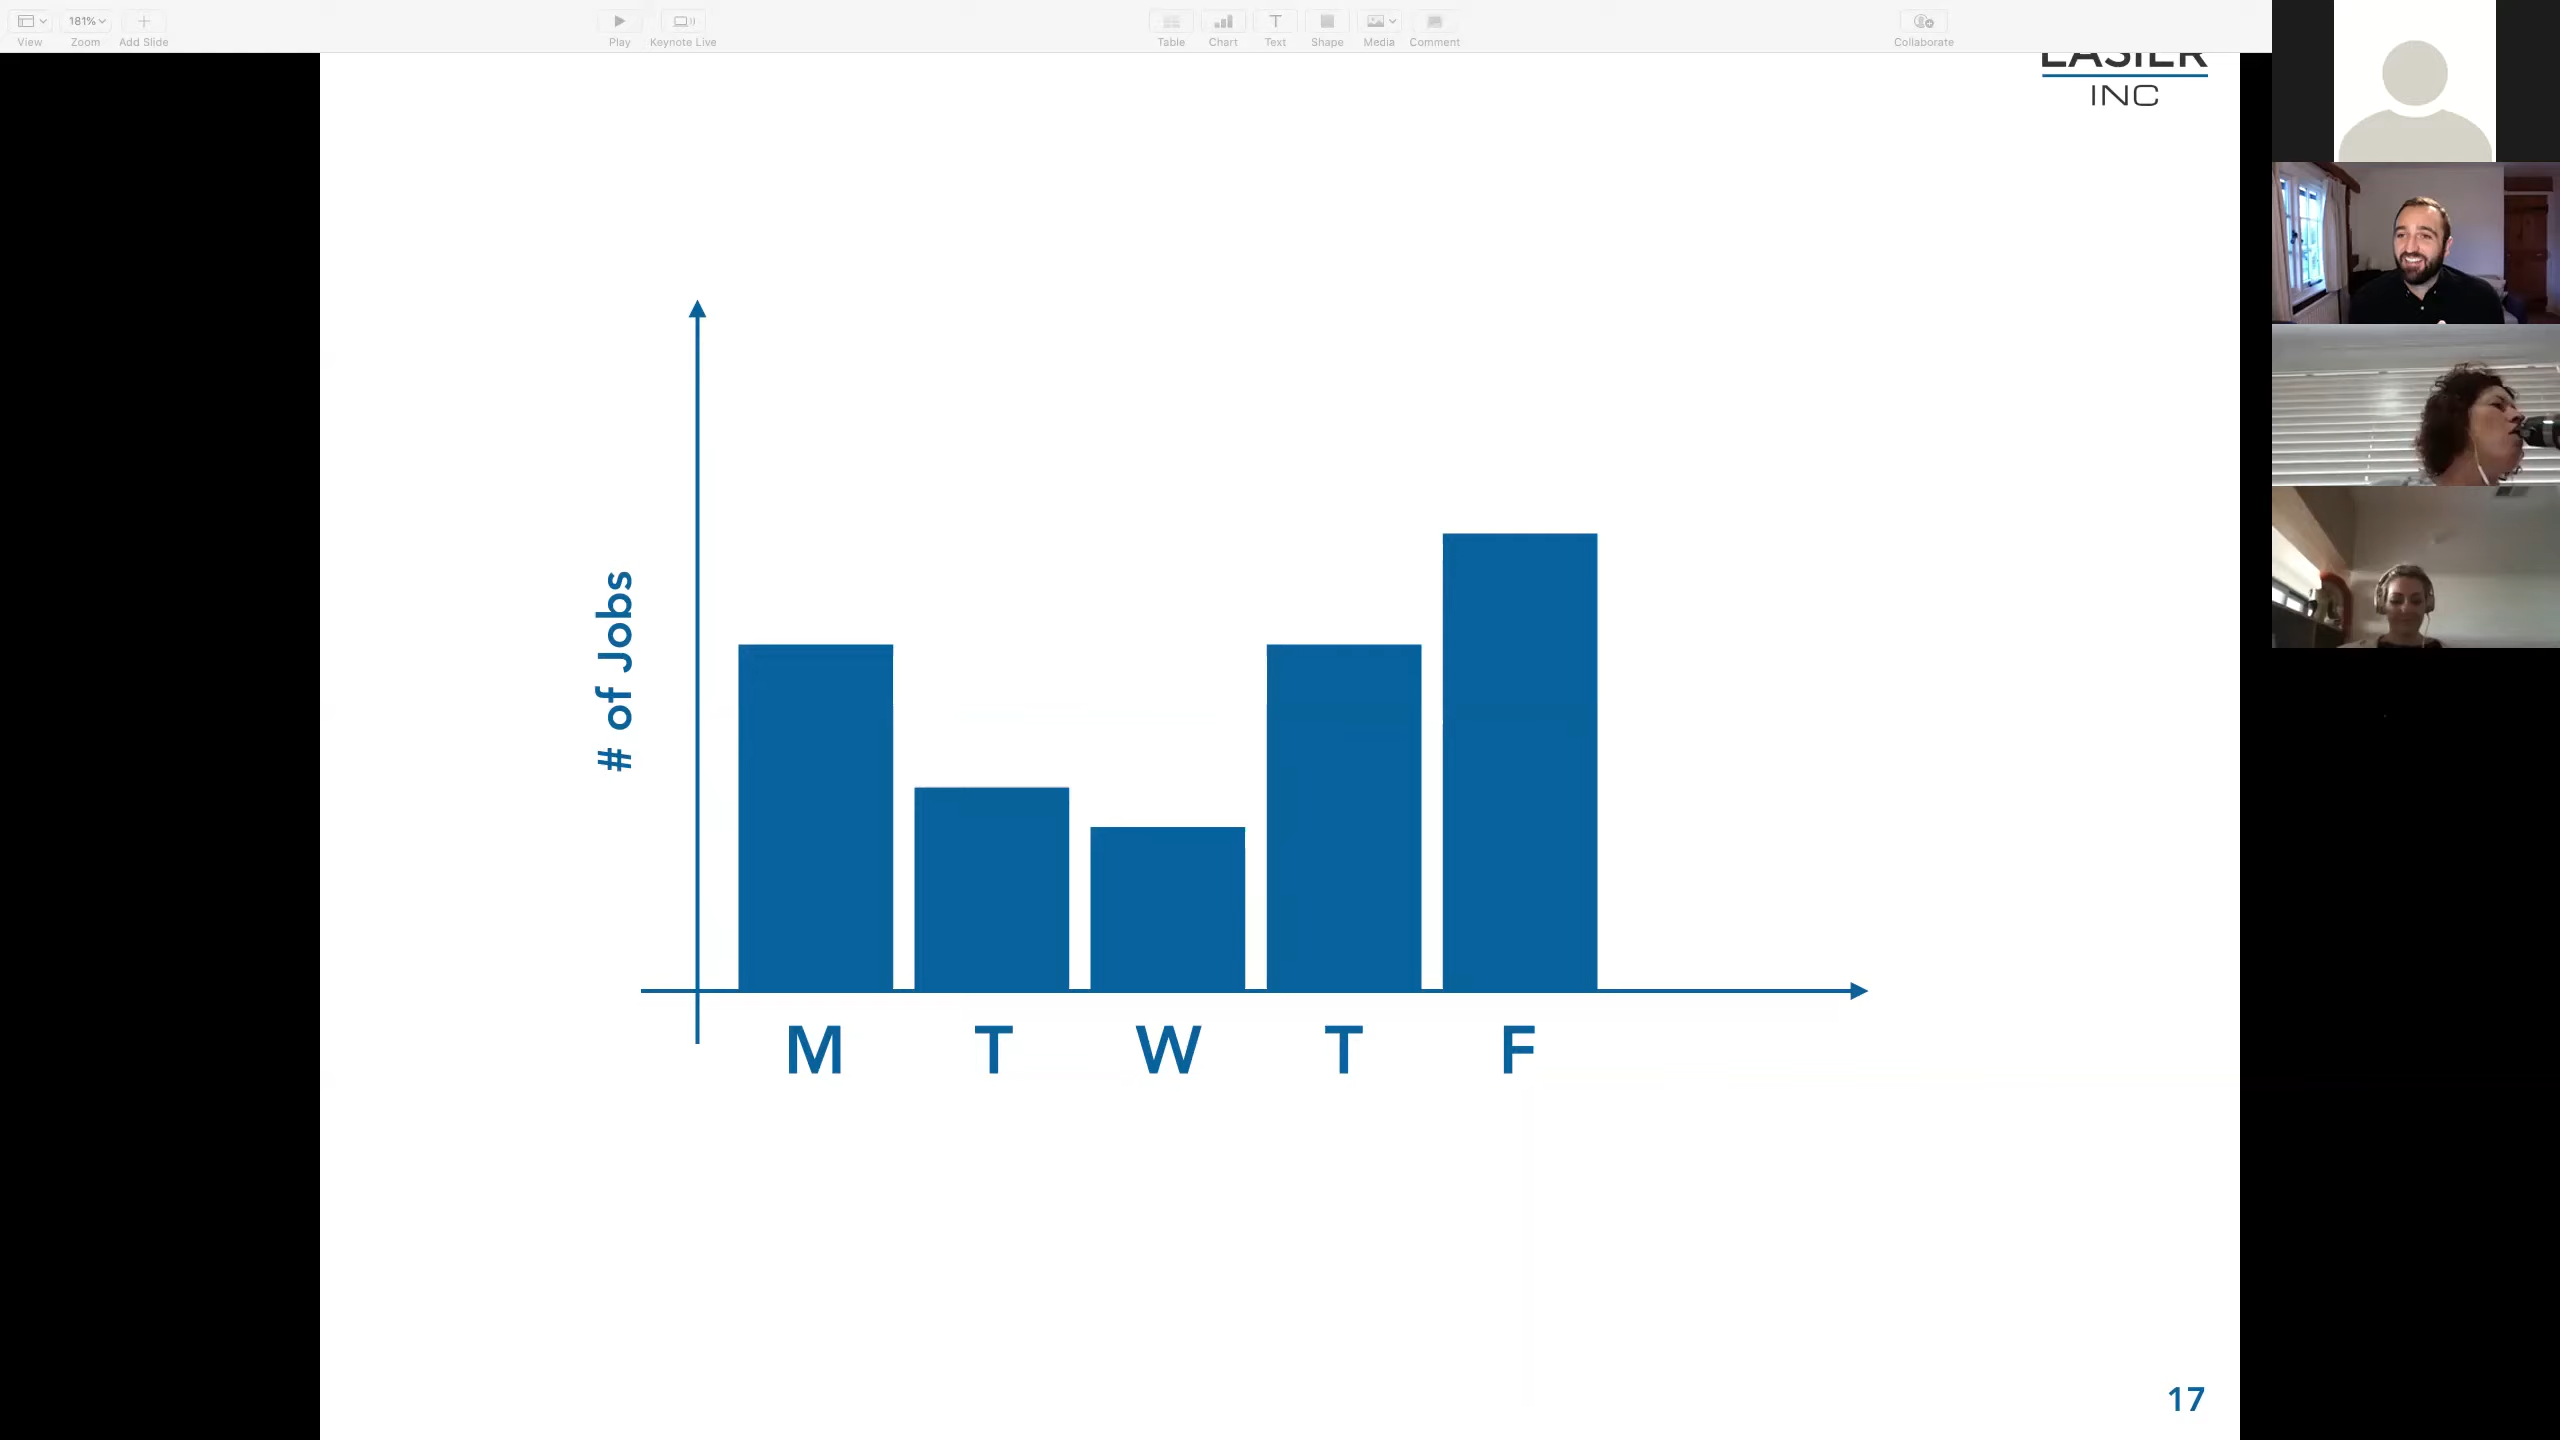 181%
View
Zoom
Add Slide
Play
Keynote Live
T
Table
Chart
Text
Shape
Media
Comment
Collaborate
EASIER
INC
# of Jobs
M T W T F
17